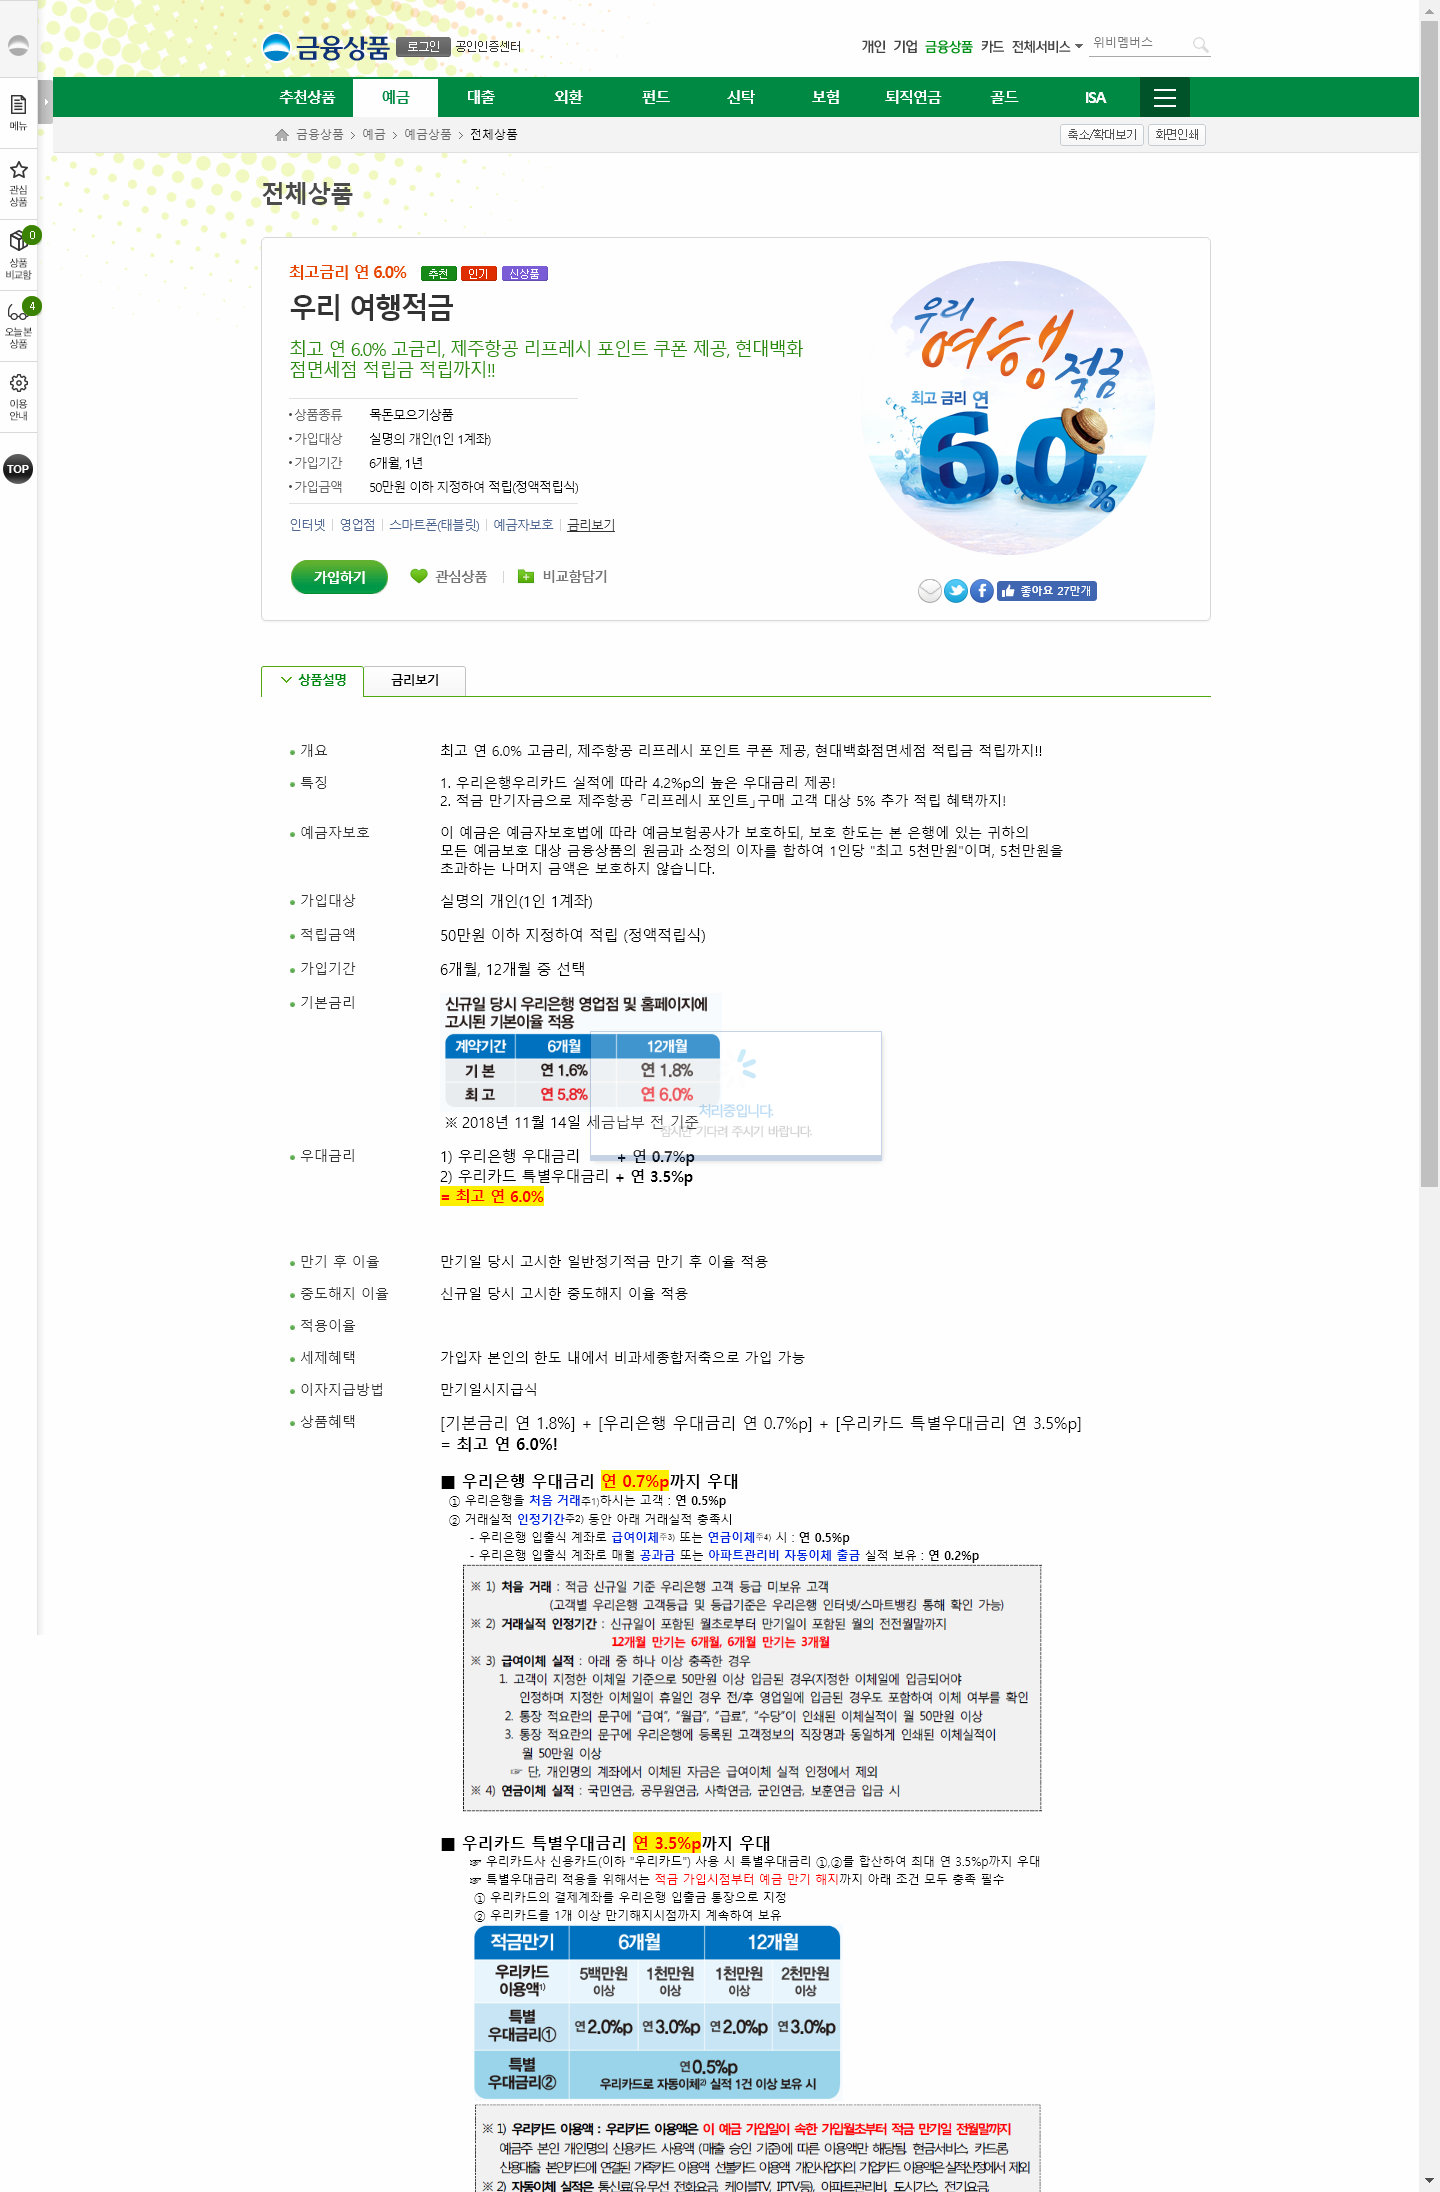 금융상품
로그인
공인인증센터
개인 기업 금융상품 카드 전체서비스
위비멤버스
추천상품 예금 대출 외환 펀드 신탁 보험 퇴직연금 골드 ISA
금융상품 > 예금 > 예금상품 > 전체상품
축소/확대보기
화면인쇄
메뉴
관심
상품
0
상품
비교함
4
오늘본
상품
이용
안내
TOP
전체상품
최고금리 연 6.0%
추천
인기
신상품
우리 여행적금
최고 연 6.0% 고금리, 제주항공 리프레시 포인트 쿠폰 제공, 현대백화
점면세점 적립금 적립까지!!
상품종류 목돈모으기상품
가입대상 실명의 개인(1인 1계좌)
가입기간 6개월, 1년
가입금액 50만원 이하 지정하여 적립(정액적립식)
인터넷 | 영업점 | 스마트폰(태블릿) | 예금자보호 | 금리보기
가입하기
관심상품
비교함담기
우리
여행
적금
최고 금리 연
6.0%
좋아요 27만개
상품설명
금리보기
개요 최고 연 6.0% 고금리, 제주항공 리프레시 포인트 쿠폰 제공, 현대백화점면세점 적립금 적립까지!!
특징 1. 우리은행우리카드 실적에 따라 4.2%p의 높은 우대금리 제공!
2. 적금 만기자금으로 제주항공 「리프레시 포인트」구매 고객 대상 5% 추가 적립 혜택까지!
예금자보호 이 예금은 예금자보호법에 따라 예금보험공사가 보호하되, 보호 한도는 본 은행에 있는 귀하의
모든 예금보호 대상 금융상품의 원금과 소정의 이자를 합하여 1인당 "최고 5천만원"이며, 5천만원을
초과하는 나머지 금액은 보호하지 않습니다.
가입대상 실명의 개인(1인 1계좌)
적립금액 50만원 이하 지정하여 적립 (정액적립식)
가입기간 6개월, 12개월 중 선택
기본금리 신규일 당시 우리은행 영업점 및 홈페이지에
고시된 기본이율 적용
계약기간 6개월 12개월
기 본 연 1.6% 연 1.8%
최 고 연 5.8% 연 6.0%
※ 2018년 11월 14일 세금납부 전 기준
처리중입니다.
잠시만 기다려 주시기 바랍니다.
우대금리 1) 우리은행 우대금리 + 연 0.7%p
2) 우리카드 특별우대금리 + 연 3.5%p
= 최고 연 6.0%
만기 후 이율 만기일 당시 고시한 일반정기적금 만기 후 이율 적용
중도해지 이율 신규일 당시 고시한 중도해지 이율 적용
적용이율
세제혜택 가입자 본인의 한도 내에서 비과세종합저축으로 가입 가능
이자지급방법 만기일시지급식
상품혜택 [기본금리 연 1.8%] + [우리은행 우대금리 연 0.7%p] + [우리카드 특별우대금리 연 3.5%p]
= 최고 연 6.0%!
■ 우리은행 우대금리 연 0.7%p까지 우대
① 우리은행을 처음 거래주1)하시는 고객 : 연 0.5%p
② 거래실적 인정기간주2) 동안 아래 거래실적 충족시
- 우리은행 입출식 계좌로 급여이체주3) 또는 연금이체주4) 시 : 연 0.5%p
- 우리은행 입출식 계좌로 매월 공과금 또는 아파트관리비 자동이체 출금 실적 보유 : 연 0.2%p
※ 1) 처음 거래 : 적금 신규일 기준 우리은행 고객 등급 미보유 고객
(고객별 우리은행 고객등급 및 등급기준은 우리은행 인터넷/스마트뱅킹 통해 확인 가능)
※ 2) 거래실적 인정기간 : 신규일이 포함된 월초로부터 만기일이 포함된 월의 전전월말까지
12개월 만기는 6개월, 6개월 만기는 3개월
※ 3) 급여이체 실적 : 아래 중 하나 이상 충족한 경우
1. 고객이 지정한 이체일 기준으로 50만원 이상 입금된 경우(지정한 이체일에 입금되어야
인정하며 지정한 이체일이 휴일인 경우 전/후 영업일에 입금된 경우도 포함하여 이체 여부를 확인
2. 통장 적요란의 문구에 “급여”, “월급”, “급료”, “수당”이 인쇄된 이체실적이 월 50만원 이상
3. 통장 적요란의 문구에 우리은행에 등록된 고객정보의 직장명과 동일하게 인쇄된 이체실적이
월 50만원 이상
☞ 단, 개인명의 계좌에서 이체된 자금은 급여이체 실적 인정에서 제외
※ 4) 연금이체 실적 : 국민연금, 공무원연금, 사학연금, 군인연금, 보훈연금 입금 시
■ 우리카드 특별우대금리 연 3.5%p까지 우대
☞ 우리카드사 신용카드(이하 "우리카드") 사용 시 특별우대금리 ①,②를 합산하여 최대 연 3.5%p까지 우대
☞ 특별우대금리 적용을 위해서는 적금 가입시점부터 예금 만기 해지까지 아래 조건 모두 충족 필수
① 우리카드의 결제계좌를 우리은행 입출금 통장으로 지정
② 우리카드를 1개 이상 만기해지시점까지 계속하여 보유
적금만기 6개월 12개월
우리카드 이용액1) 5백만원 이상 1천만원 이상 1천만원 이상 2천만원 이상
특별 우대금리① 연2.0%p 연3.0%p 연2.0%p 연3.0%p
특별 우대금리② 연0.5%p
우리카드로 자동이체2) 실적 1건 이상 보유 시
※ 1) 우리카드 이용액 : 우리카드 이용액은 이 예금 가입일이 속한 가입월초부터 적금 만기일 전월말까지
예금주 본인 개인명의 신용카드 사용액 (매출 승인 기준)에 따른 이용액만 해당됨. 현금서비스, 카드론,
신용대출, 본인카드에 연결된 가족카드 이용액, 선불카드 이용액, 개인사업자의 기업카드 이용액은 실적산정에서 제외
※ 2) 자동이체 실적은 통신료(유·무선 전화요금, 케이블TV, IPTV등), 아파트관리비, 도시가스, 전기요금,